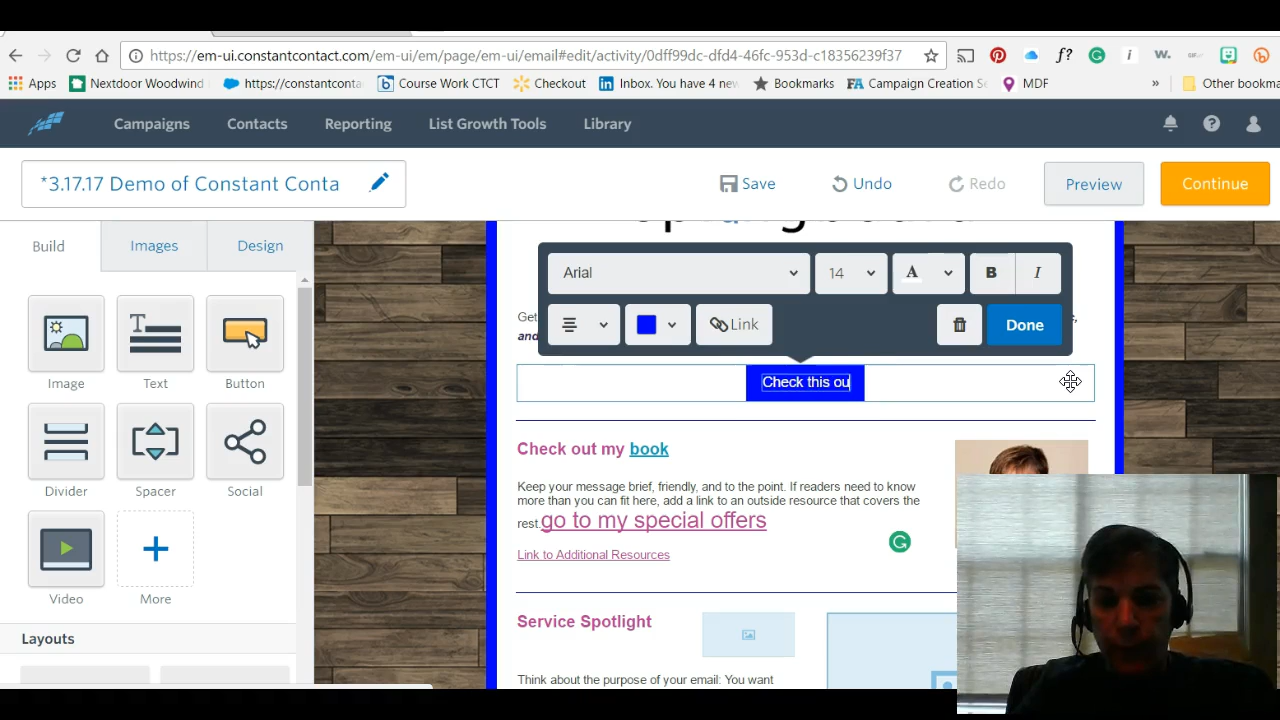 https://em-ui.constantcontact.com/em-ui/em/page/em-ui/email#edit/activity/0dff99dc-dfd4-46fc-953d-c18356239f37
Apps Nextdoor Woodwind https://constantconta Course Work CTCT Checkout Inbox. You have 4 new Bookmarks FA Campaign Creation Se MDF » Other bookma
Campaigns Contacts Reporting List Growth Tools Library
*3.17.17 Demo of Constant Conta Save Undo Redo Preview Continue
Build Images Design
Arial 14 A B I
Link Done
Get
and
Check this ou
Image Text Button
Check out my book
Keep your message brief, friendly, and to the point. If readers need to know
more than you can fit here, add a link to an outside resource that covers the
rest.go to my special offers
Link to Additional Resources
Divider Spacer Social
Video More
Service Spotlight
Layouts
Think about the purpose of your email: You want